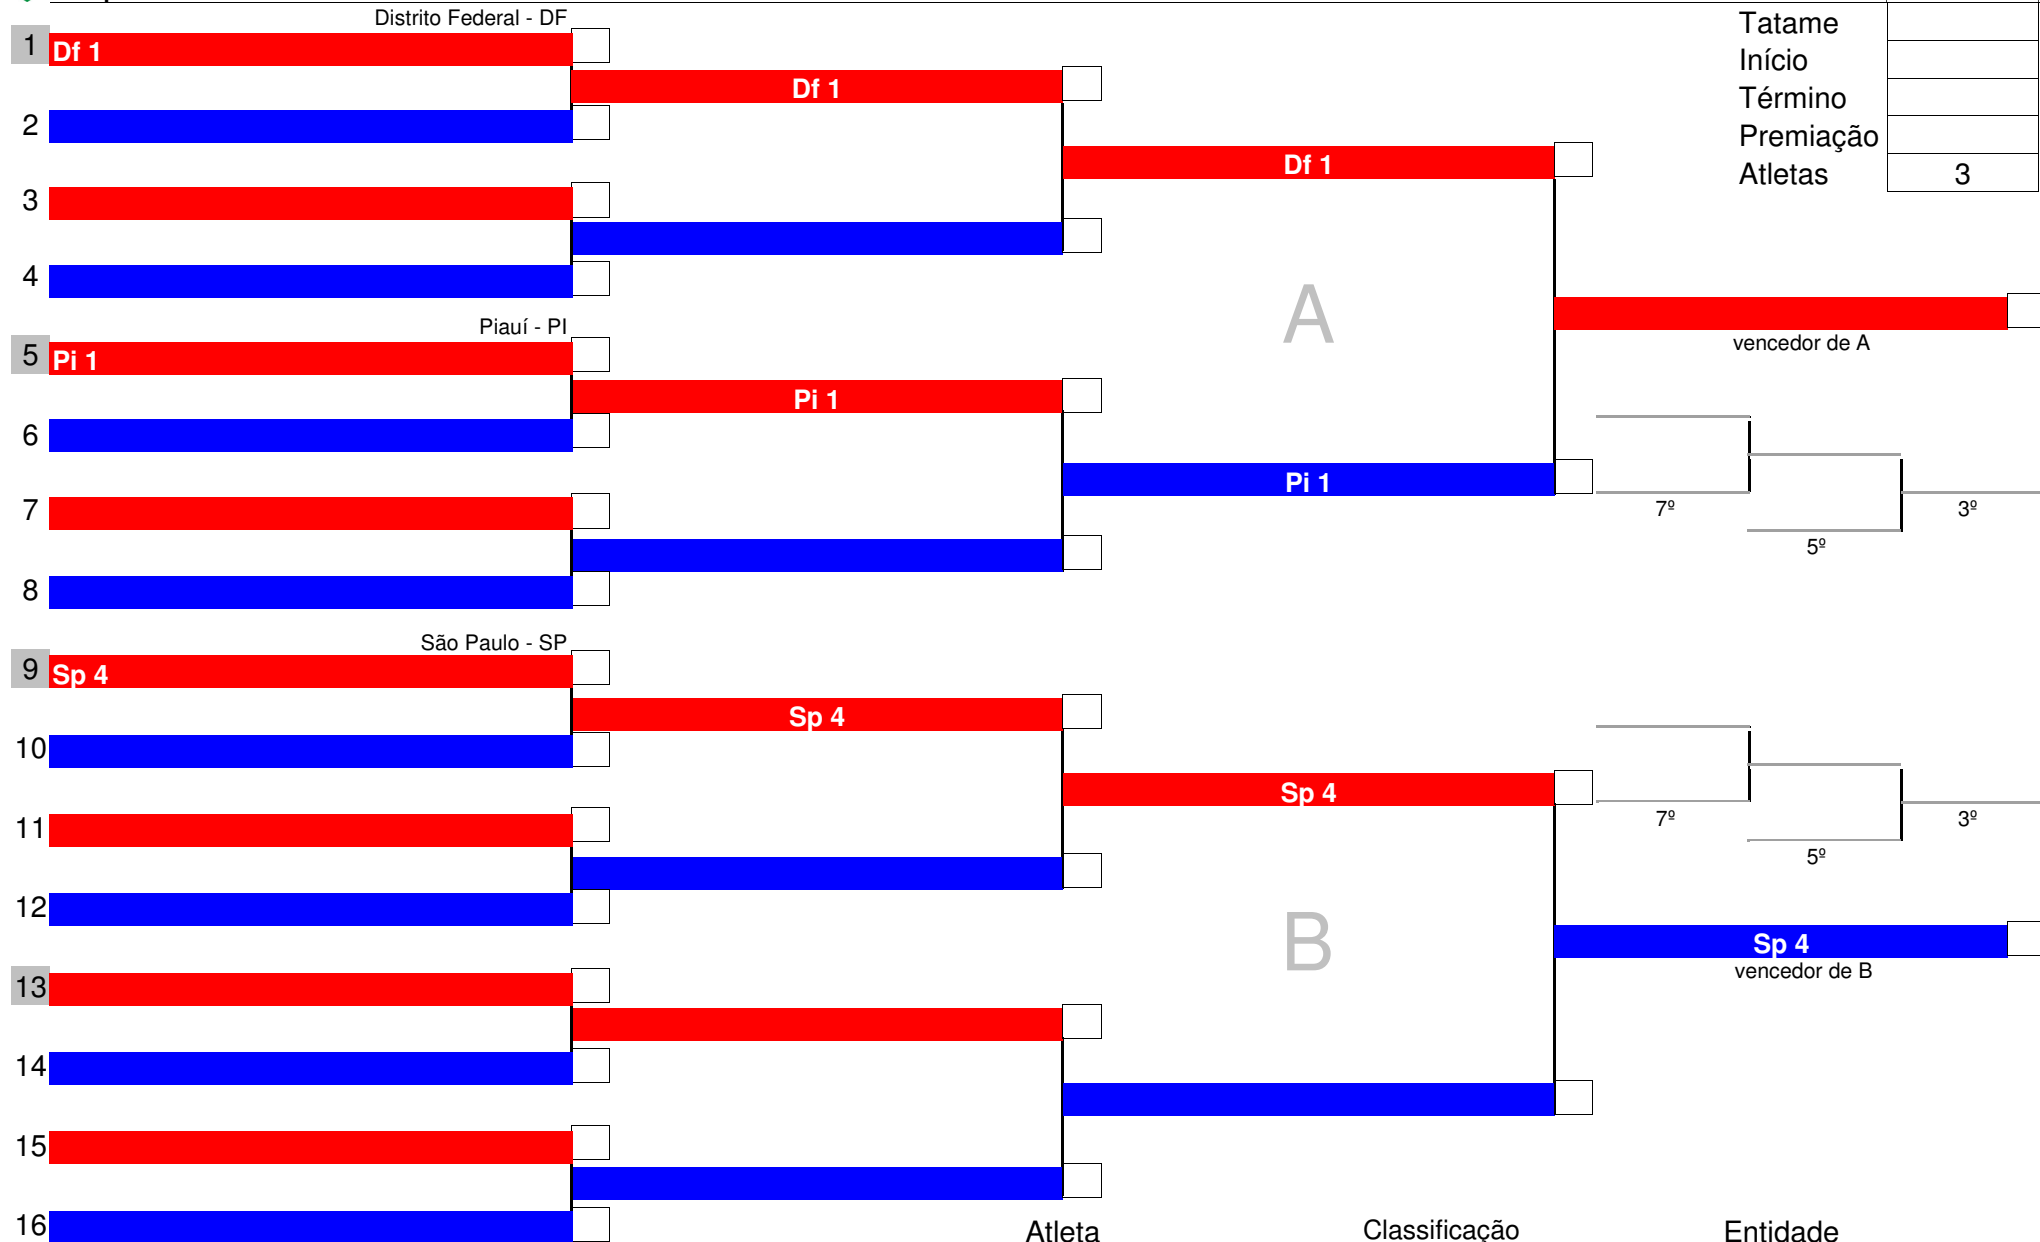 Distrito Federal - DF
Tatame
1 Df 1
Início
Df 1
Término
2
Premiação
Df 1
Atletas 3
3
4
A
Piauí - PI
vencedor de A
5 Pi 1
Pi 1
6
Pi 1
7
7º 3º
5º
8
São Paulo - SP
9 Sp 4
Sp 4
10
Sp 4
11
7º 3º
5º
12
B
Sp 4
vencedor de B
13
14
15
16
Atleta Classificação Entidade